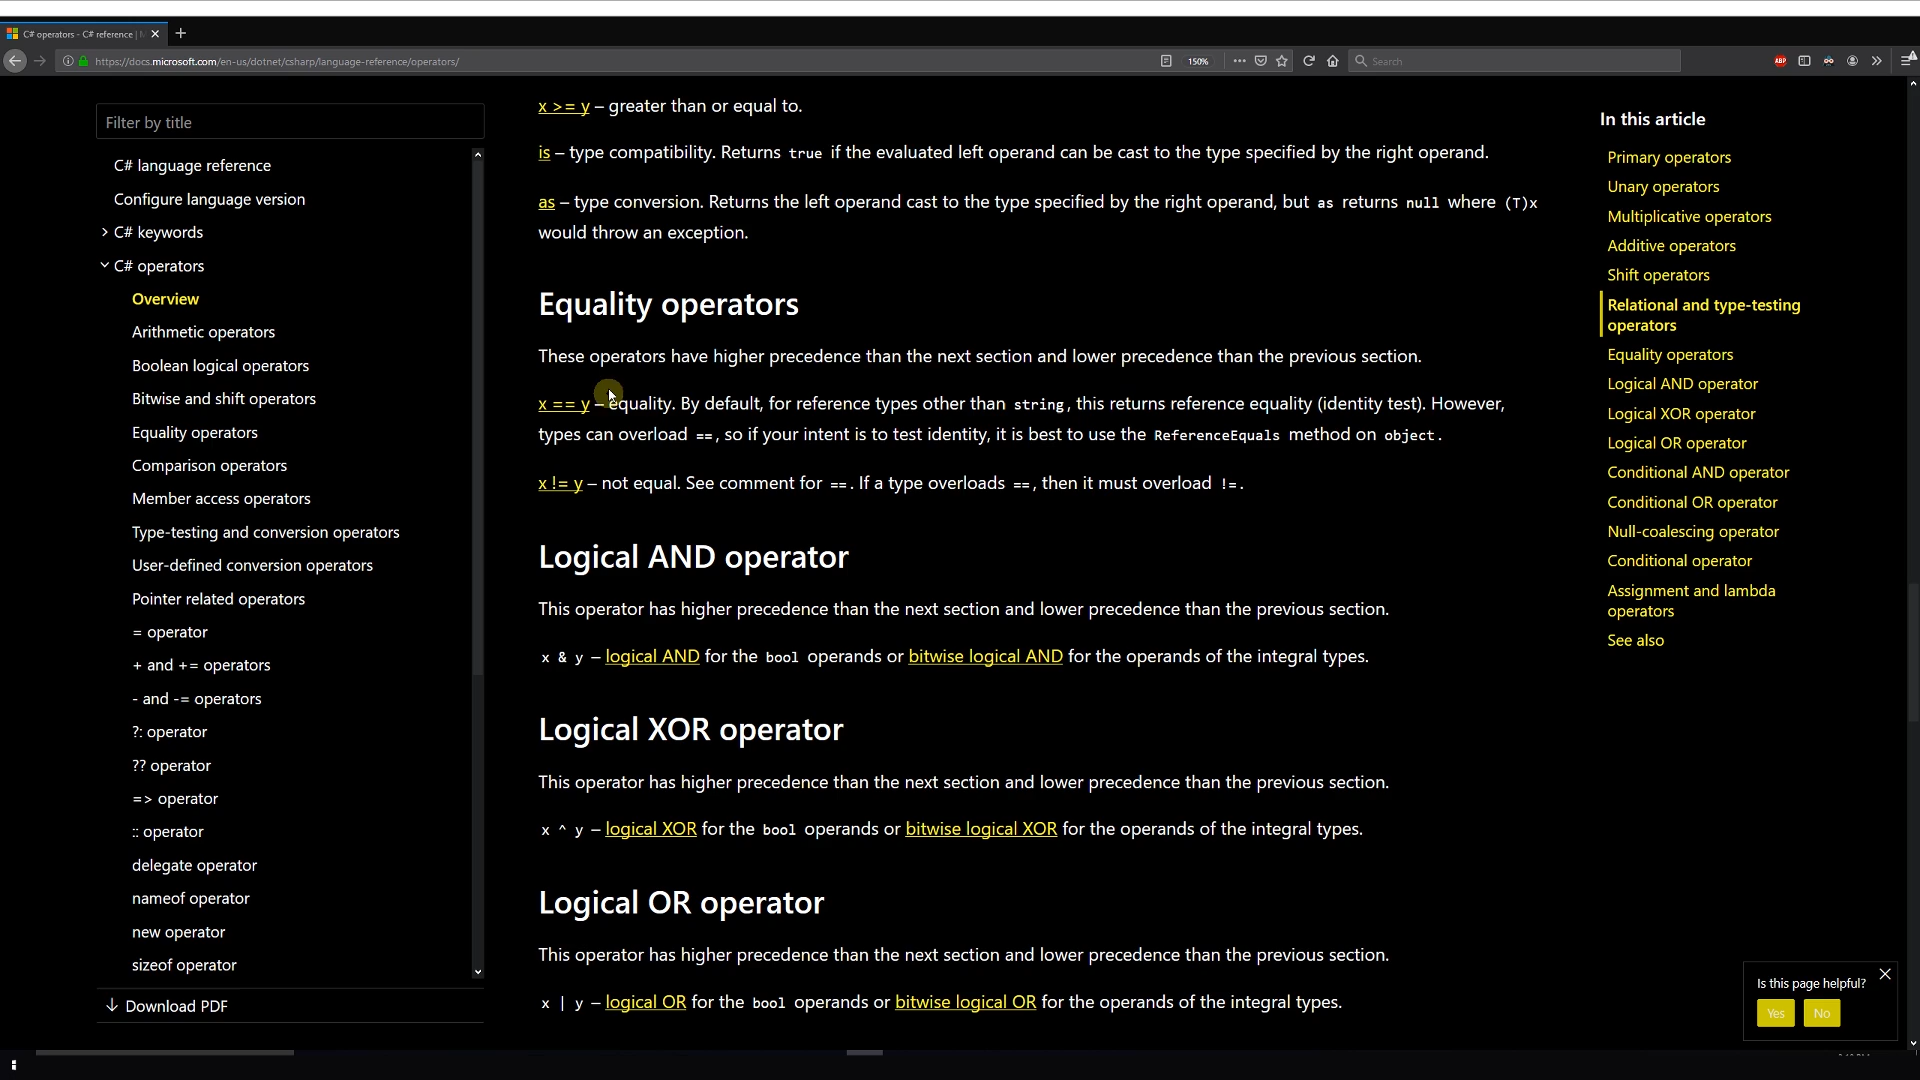 C# operators - C# reference |
https://docs.microsoft.com/en-us/dotnet/csharp/language-reference/operators/
150%
Search
ABP
Filter by title
C# language reference
Configure language version
C# keywords
C# operators
Overview
Arithmetic operators
Boolean logical operators
Bitwise and shift operators
Equality operators
Comparison operators
Member access operators
Type-testing and conversion operators
User-defined conversion operators
Pointer related operators
= operator
+ and += operators
- and -= operators
?: operator
?? operator
=> operator
:: operator
delegate operator
nameof operator
new operator
sizeof operator
Download PDF
x >= y – greater than or equal to.
is – type compatibility. Returns true if the evaluated left operand can be cast to the type specified by the right operand.
as – type conversion. Returns the left operand cast to the type specified by the right operand, but as returns null where (T)x
would throw an exception.
Equality operators
These operators have higher precedence than the next section and lower precedence than the previous section.
x == y – equality. By default, for reference types other than string, this returns reference equality (identity test). However,
types can overload ==, so if your intent is to test identity, it is best to use the ReferenceEquals method on object.
x != y – not equal. See comment for ==. If a type overloads ==, then it must overload !=.
Logical AND operator
This operator has higher precedence than the next section and lower precedence than the previous section.
x & y – logical AND for the bool operands or bitwise logical AND for the operands of the integral types.
Logical XOR operator
This operator has higher precedence than the next section and lower precedence than the previous section.
x ^ y – logical XOR for the bool operands or bitwise logical XOR for the operands of the integral types.
Logical OR operator
This operator has higher precedence than the next section and lower precedence than the previous section.
x | y – logical OR for the bool operands or bitwise logical OR for the operands of the integral types.
In this article
Primary operators
Unary operators
Multiplicative operators
Additive operators
Shift operators
Relational and type-testing
operators
Equality operators
Logical AND operator
Logical XOR operator
Logical OR operator
Conditional AND operator
Conditional OR operator
Null-coalescing operator
Conditional operator
Assignment and lambda
operators
See also
Is this page helpful?
Yes
No